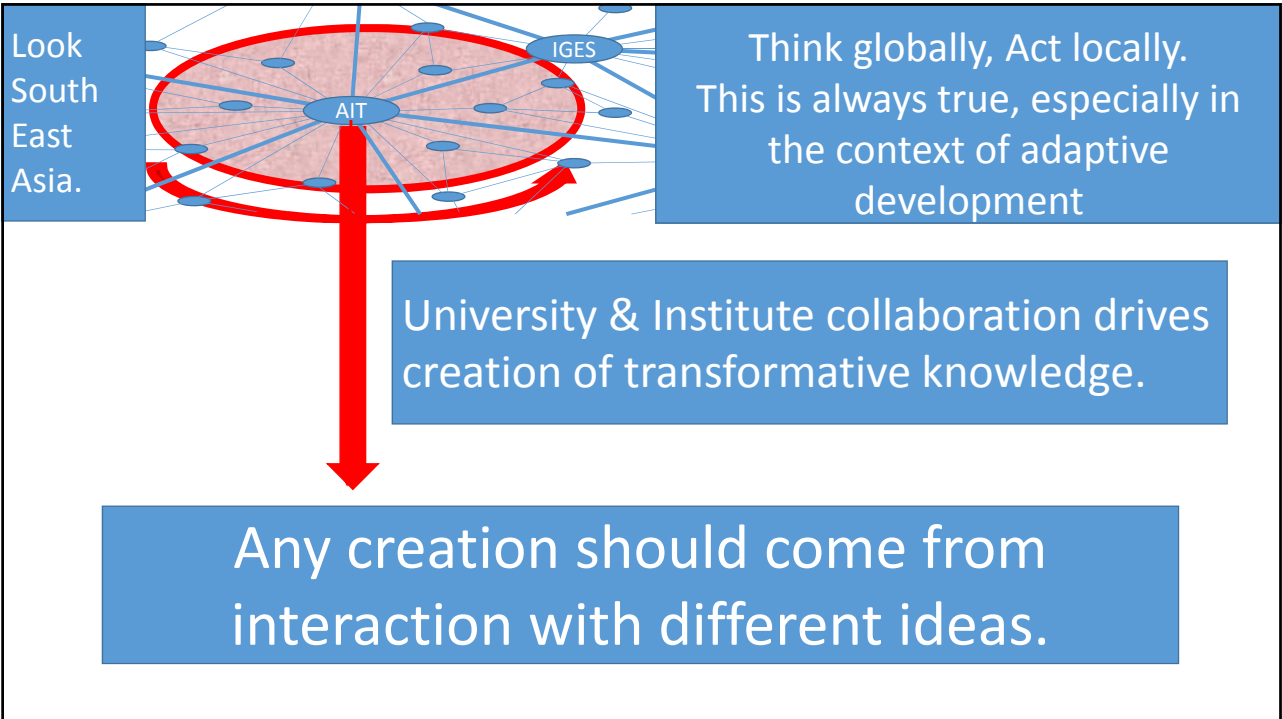 Look
South
East
Asia.
IGES
AIT
Think globally, Act locally.
This is always true, especially in
the context of adaptive
development
University & Institute collaboration drives
creation of transformative knowledge.
Any creation should come from
interaction with different ideas.